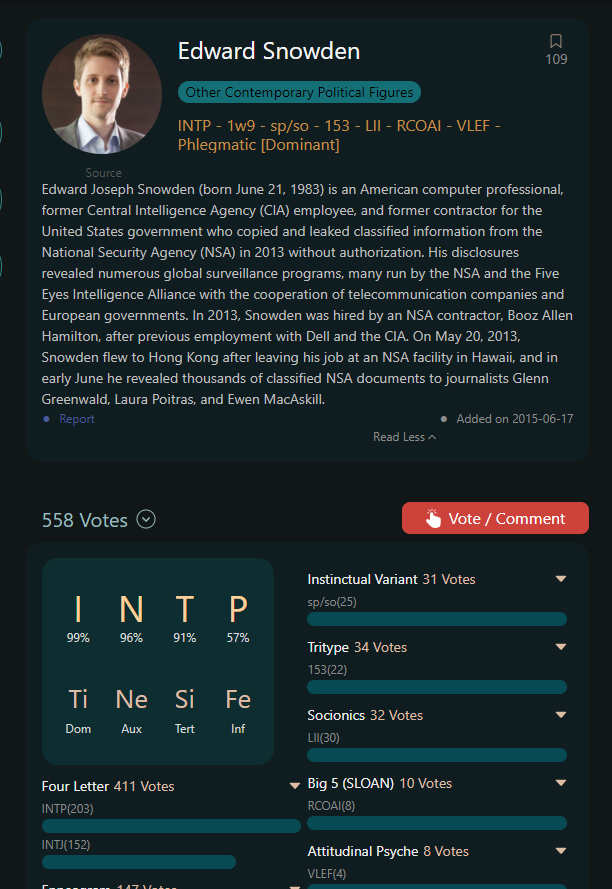 Edward Snowden
109
Other Contemporary Political Figures
INTP - 1w9 - sp/so - 153 - LII - RCOAI - VLEF -
Phlegmatic [Dominant]
Source
Edward Joseph Snowden (born June 21, 1983) is an American computer professional,
former Central Intelligence Agency (CIA) employee, and former contractor for the
United States government who copied and leaked classified information from the
National Security Agency (NSA) in 2013 without authorization. His disclosures
revealed numerous global surveillance programs, many run by the NSA and the Five
Eyes Intelligence Alliance with the cooperation of telecommunication companies and
European governments. In 2013, Snowden was hired by an NSA contractor, Booz Allen
Hamilton, after previous employment with Dell and the CIA. On May 20, 2013,
Snowden flew to Hong Kong after leaving his job at an NSA facility in Hawaii, and in
early June he revealed thousands of classified NSA documents to journalists Glenn
Greenwald, Laura Poitras, and Ewen MacAskill.
Report
Added on 2015-06-17
Read Less
558 Votes
Vote / Comment
I N T P
99% 96% 91% 57%
Ti Ne Si Fe
Dom Aux Tert Inf
Four Letter 411 Votes
INTP(203)
INTJ(152)
Enneagram 147 Votes
Instinctual Variant 31 Votes
sp/so(25)
Tritype 34 Votes
153(22)
Socionics 32 Votes
LII(30)
Big 5 (SLOAN) 10 Votes
RCOAI(8)
Attitudinal Psyche 8 Votes
VLEF(4)